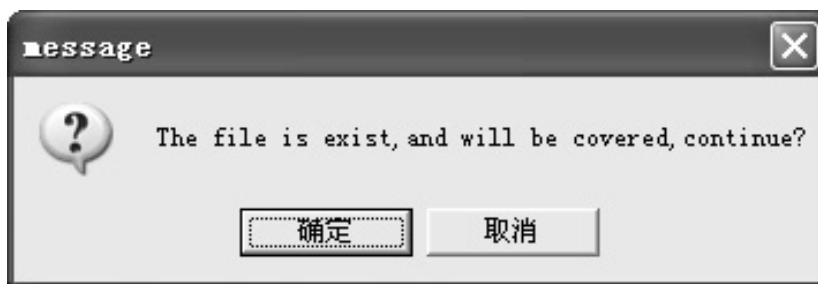 message
The file is exist, and will be covered, continue?
确定
取消